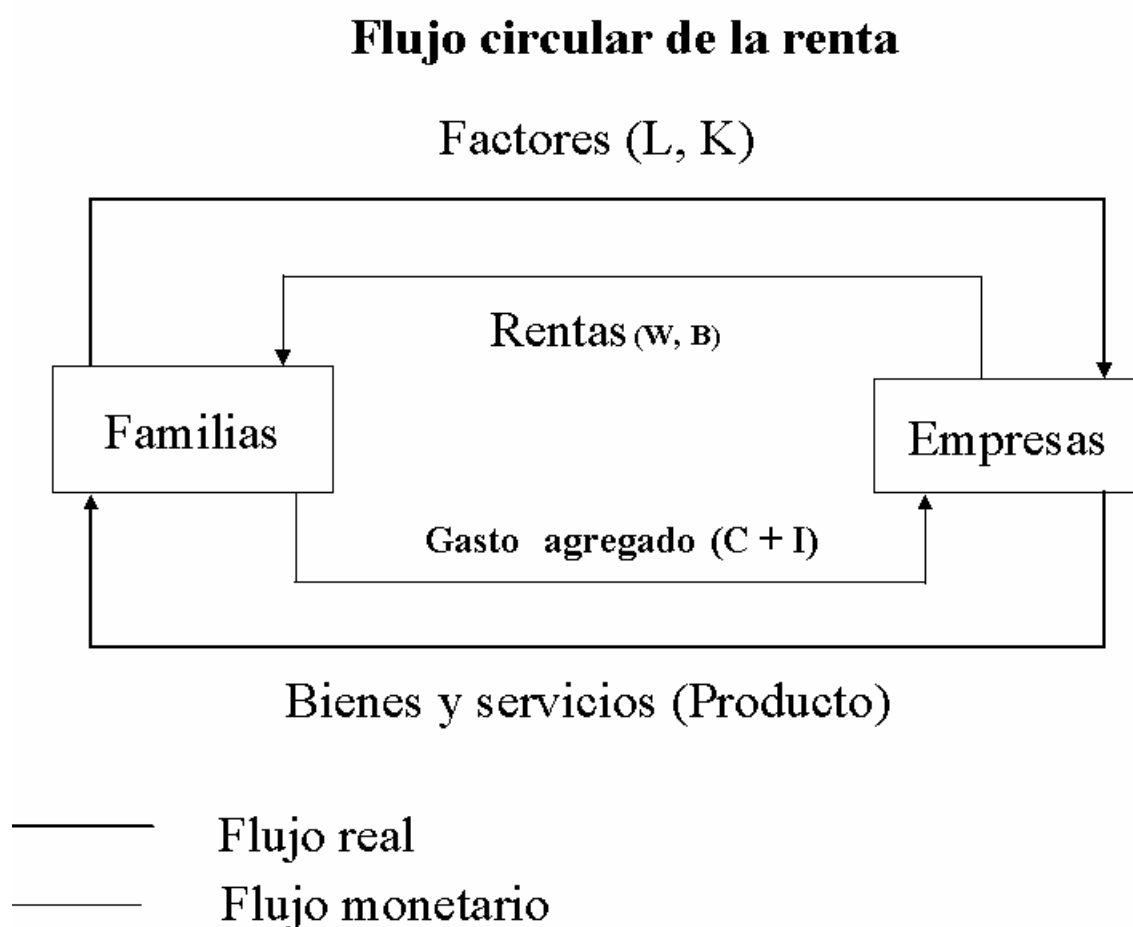 Flujo circular de la renta
Factores (L, K)
Rentas (W, B)
Familias
Empresas
Gasto agregado (C + I)
Bienes y servicios (Producto)
Flujo real
Flujo monetario